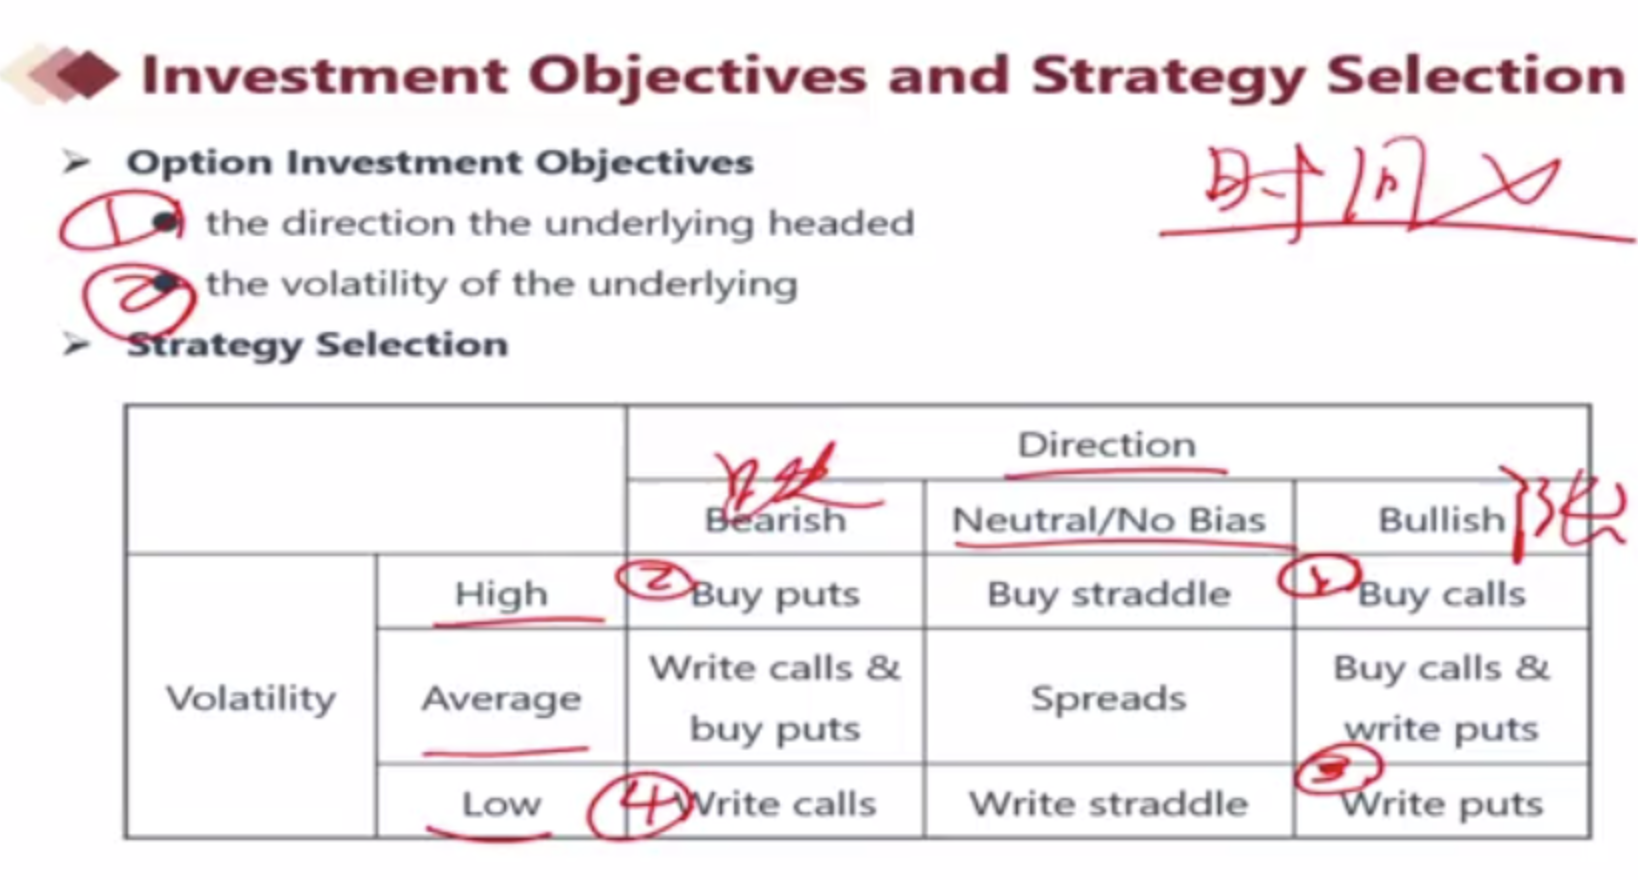 Investment Objectives and Strategy Selection
Option Investment Objectives
时间
① the direction the underlying headed
② the volatility of the underlying
Strategy Selection
Direction
Bearish Neutral/No Bias Bullish
Volatility
High ② Buy puts Buy straddle ① Buy calls
Average Write calls & buy puts Spreads Buy calls & write puts
Low ④ Write calls Write straddle ③ Write puts